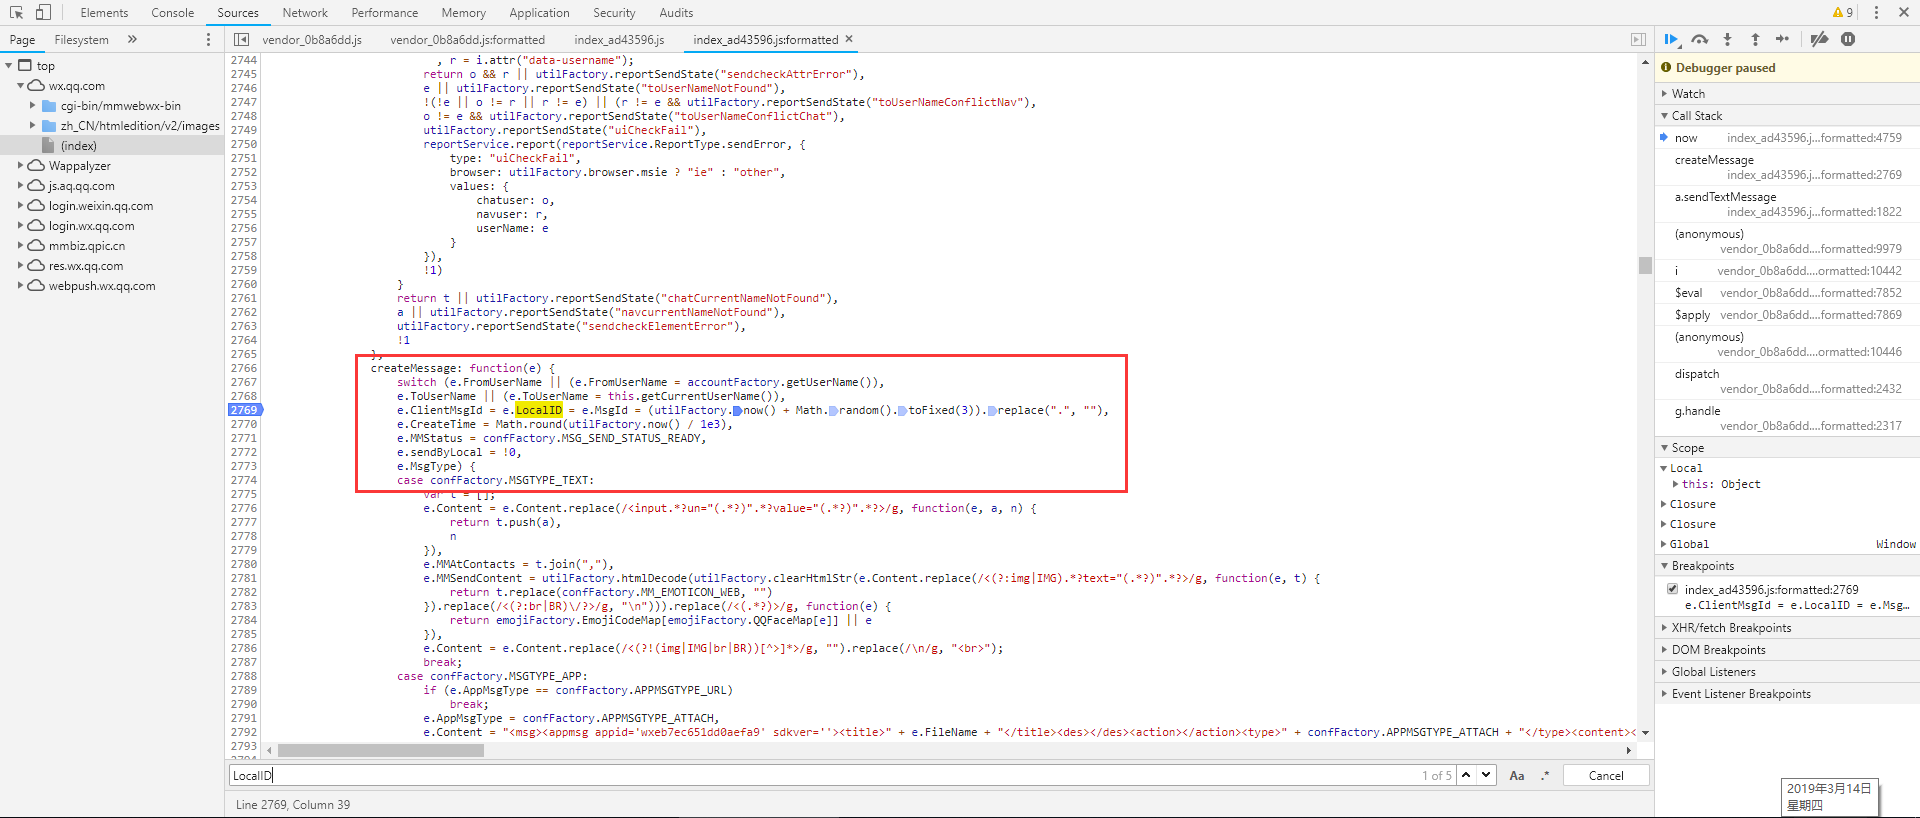 Elements Console Sources Network Performance Memory Application Security Audits 9
Page Filesystem
vendor_0b8a6dd.js vendor_0b8a6dd.js:formatted index_ad43596.js index_ad43596.js:formatted
top
wx.qq.com
cgi-bin/mmwebwx-bin
zh_CN/htmledition/v2/images
(index)
Wappalyzer
js.aq.qq.com
login.weixin.qq.com
login.wx.qq.com
mmbiz.qpic.cn
res.wx.qq.com
webpush.wx.qq.com
2744 , r = i.attr("data-username");
2745 return o && r || utilFactory.reportSendState("sendcheckAttrError"),
2746 e || utilFactory.reportSendState("toUserNameNotFound"),
2747 !(!e || o != r || r != e) || (r != e && utilFactory.reportSendState("toUserNameConflictNav"),
2748 o != e && utilFactory.reportSendState("toUserNameConflictChat"),
2749 utilFactory.reportSendState("uiCheckFail"),
2750 reportService.report(reportService.ReportType.sendError, {
2751 type: "uiCheckFail",
2752 browser: utilFactory.browser.msie ? "ie" : "other",
2753 values: {
2754 chatuser: o,
2755 navuser: r,
2756 userName: e
2757 }
2758 }),
2759 !1)
2760 }
2761 return t || utilFactory.reportSendState("chatCurrentNameNotFound"),
2762 a || utilFactory.reportSendState("navcurrentNameNotFound"),
2763 utilFactory.reportSendState("sendcheckElementError"),
2764 !1
2765 },
2766 createMessage: function(e) {
2767 switch (e.FromUserName || (e.FromUserName = accountFactory.getUserName()),
2768 e.ToUserName || (e.ToUserName = this.getCurrentUserName()),
2769 e.ClientMsgId = e.LocalID = e.MsgId = (utilFactory.now() + Math.random().toFixed(3)).replace(".", ""),
2770 e.CreateTime = Math.round(utilFactory.now() / 1e3),
2771 e.MMStatus = confFactory.MSG_SEND_STATUS_READY,
2772 e.sendByLocal = !0,
2773 e.MsgType) {
2774 case confFactory.MSGTYPE_TEXT:
2775 var t = [];
2776 e.Content = e.Content.replace(/<input.*?un="(.*?)".*?value="(.*?)".*?>/g, function(e, a, n) {
2777 return t.push(a),
2778 n
2779 }),
2780 e.MMAtContacts = t.join(","),
2781 e.MMSendContent = utilFactory.htmlDecode(utilFactory.clearHtmlStr(e.Content.replace(/<(?:img|IMG).*?text="(.*?)".*?>/g, function(e, t) {
2782 return t.replace(confFactory.MM_EMOTICON_WEB, "")
2783 }).replace(/<(?:br|BR)\/?>/g, "\n"))).replace(/<(.*?)>/g, function(e) {
2784 return emojiFactory.EmojiCodeMap[emojiFactory.QQFaceMap[e]] || e
2785 }),
2786 e.Content = e.Content.replace(/<(?!(img|IMG|br|BR))[^>]*>/g, "").replace(/\n/g, "<br>");
2787 break;
2788 case confFactory.MSGTYPE_APP:
2789 if (e.AppMsgType == confFactory.APPMSGTYPE_URL)
2790 break;
2791 e.AppMsgType = confFactory.APPMSGTYPE_ATTACH,
2792 e.Content = "<msg><appmsg appid='wxeb7ec651dd0aefa9' sdkver=''><title>" + e.FileName + "</title><des></des><action></action><type>" + confFactory.APPMSGTYPE_ATTACH + "</type><content><
2793
2794
LocalID 1 of 5 Aa .* Cancel
Line 2769, Column 39
Debugger paused
Watch
Call Stack
now index_ad43596.j...formatted:4759
createMessage
index_ad43596.j...formatted:2769
a.sendTextMessage
index_ad43596.j...formatted:1822
(anonymous)
vendor_0b8a6dd....formatted:9979
i vendor_0b8a6dd....ormatted:10442
$eval vendor_0b8a6dd....formatted:7852
$apply vendor_0b8a6dd....formatted:7869
(anonymous)
vendor_0b8a6dd....ormatted:10446
dispatch
vendor_0b8a6dd....formatted:2432
g.handle
vendor_0b8a6dd....formatted:2317
Scope
Local
this: Object
Closure
Closure
Global Window
Breakpoints
index_ad43596.js:formatted:2769
e.ClientMsgId = e.LocalID = e.Msg…
XHR/fetch Breakpoints
DOM Breakpoints
Global Listeners
Event Listener Breakpoints
2019年3月14日
星期四